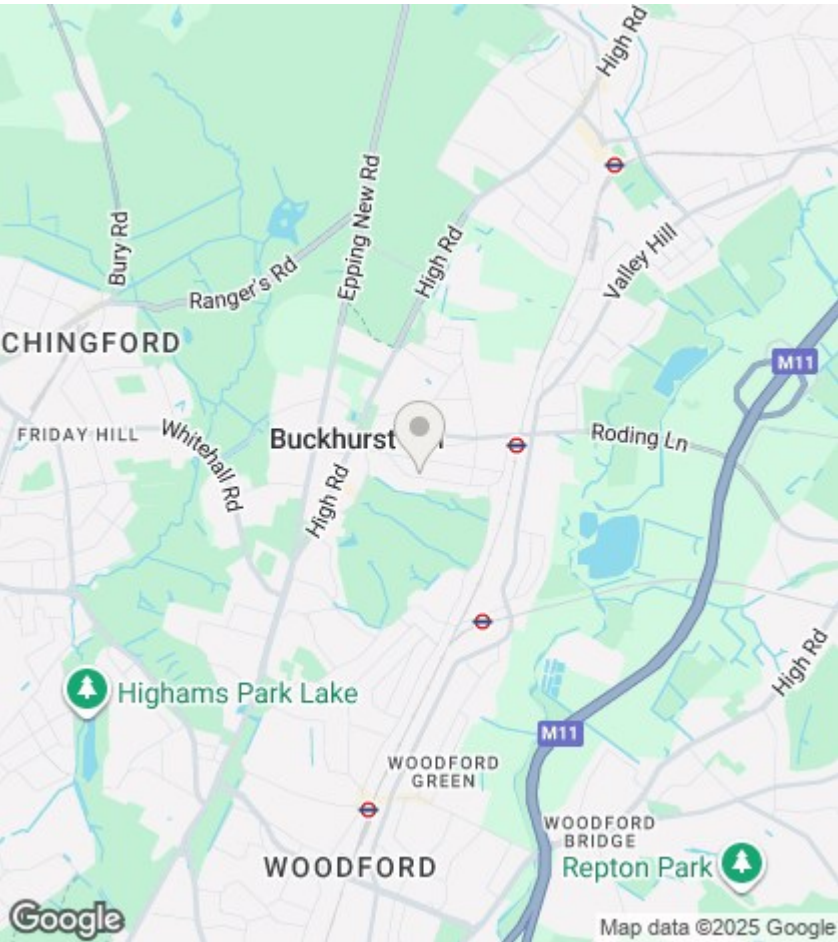 High Rd
Bury Rd
Epping New Rd
High Rd
Valley Hill
Ranger's Rd
CHINGFORD
M11
FRIDAY HILL
Whitehall Rd
Buckhurst
Roding Ln
High Rd
High Rd
Highams Park Lake
M11
WOODFORD
GREEN
WOODFORD
BRIDGE
WOODFORD
Repton Park
Google
Map data ©2025 Google